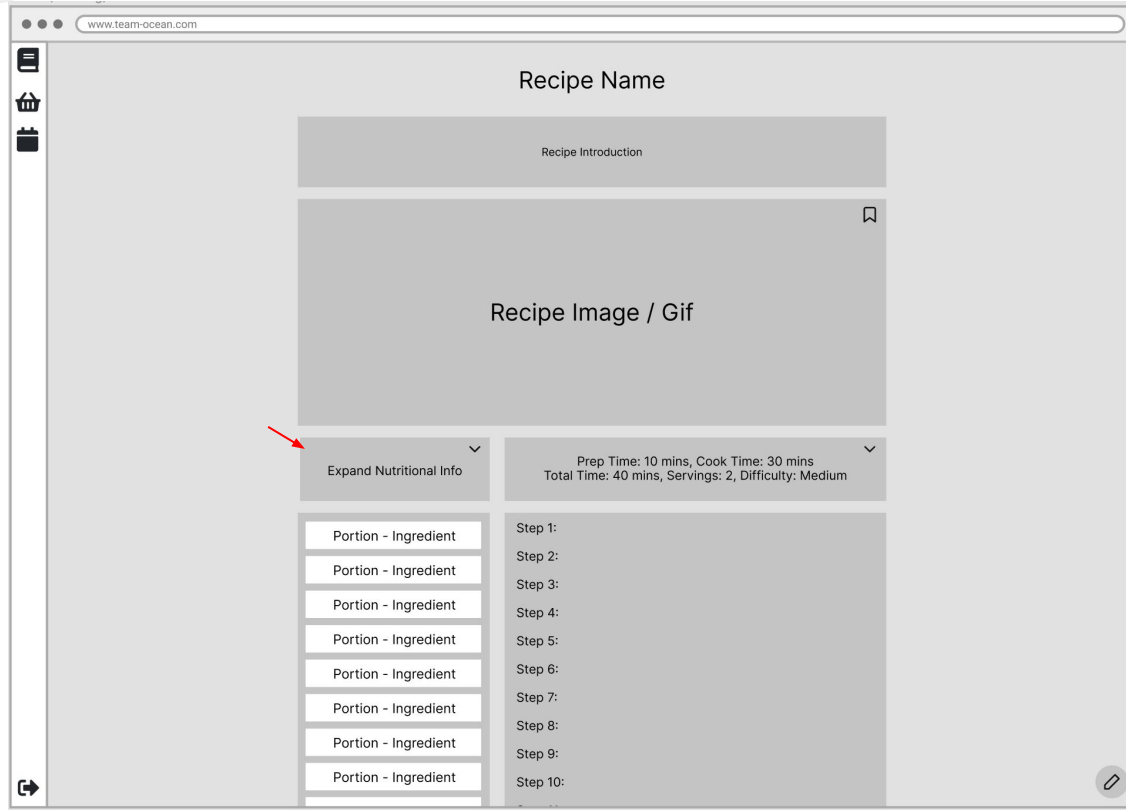 www.team-ocean.com
Recipe Name
Recipe Introduction
Recipe Image / Gif
Expand Nutritional Info
Prep Time: 10 mins, Cook Time: 30 mins
Total Time: 40 mins, Servings: 2, Difficulty: Medium
Portion - Ingredient
Portion - Ingredient
Portion - Ingredient
Portion - Ingredient
Portion - Ingredient
Portion - Ingredient
Portion - Ingredient
Portion - Ingredient
Step 1:
Step 2:
Step 3:
Step 4:
Step 5:
Step 6:
Step 7:
Step 8:
Step 9:
Step 10: